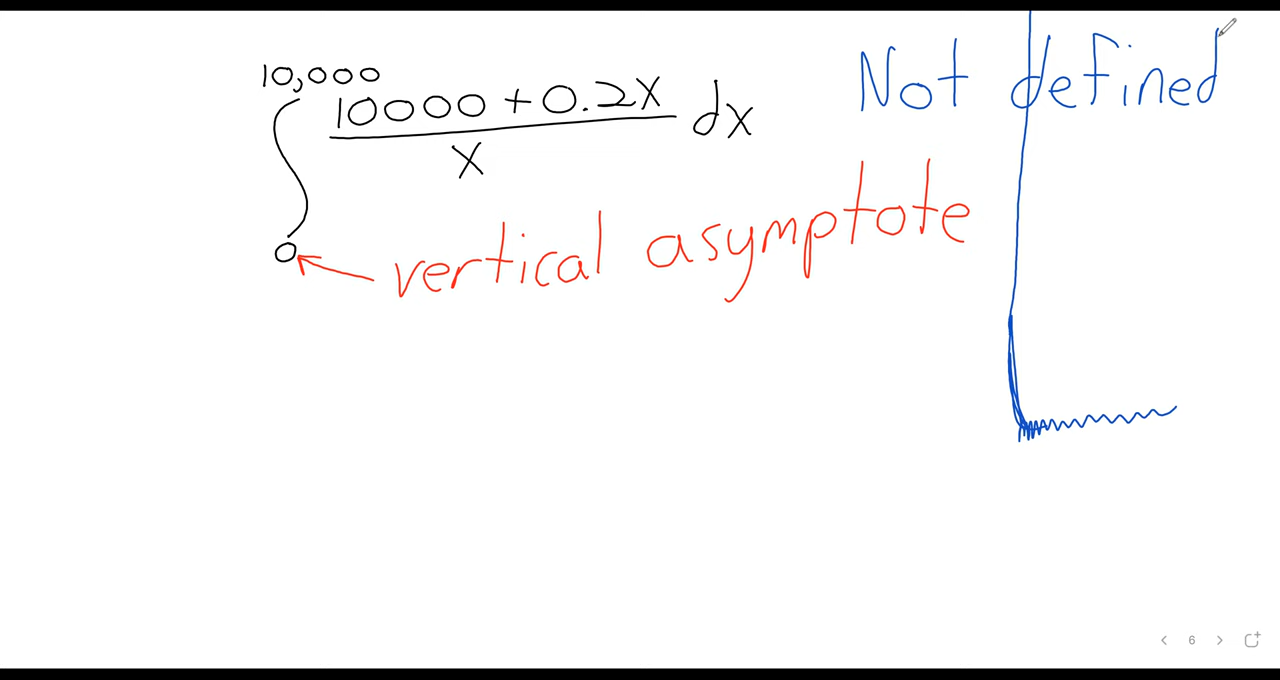 10,000
10000 + 0.2X dx
X
0
Not defined
vertical asymptote
6